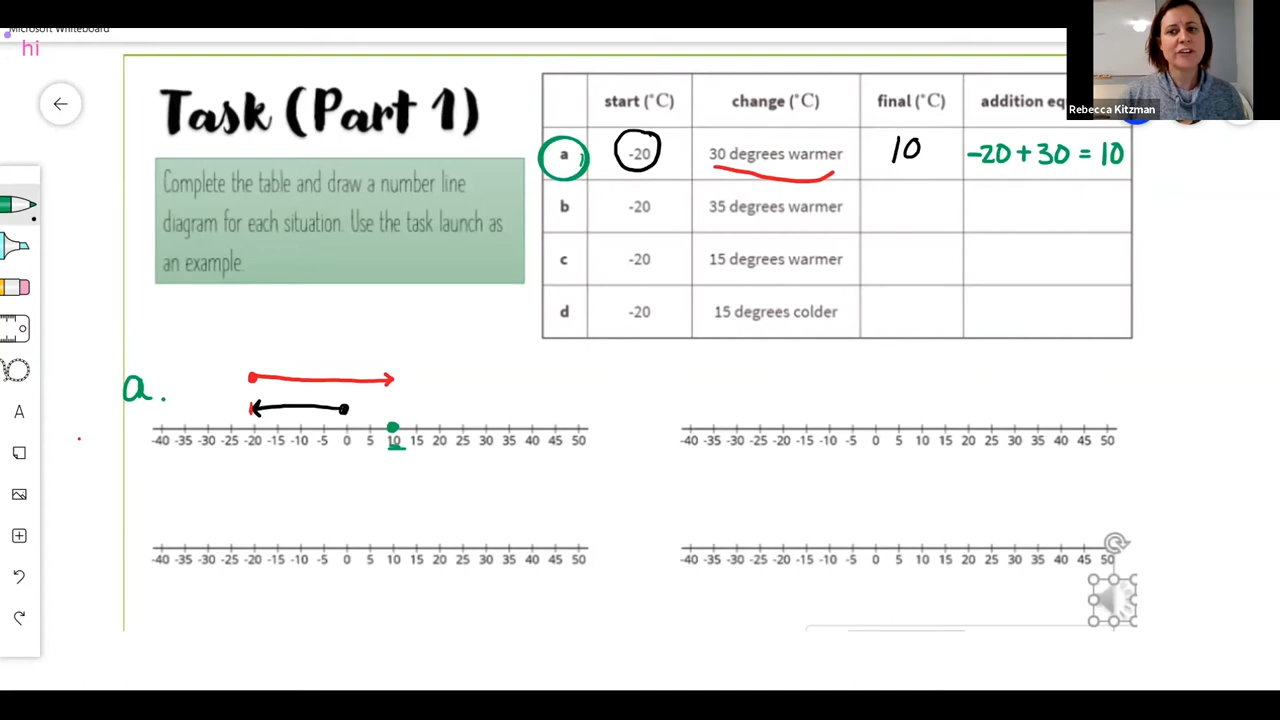 Microsoft Whiteboard
hi
Task (Part 1)
Complete the table and draw a number line
diagram for each situation. Use the task launch as
an example.
start (°C) change (°C) final (°C) addition eq
a -20 30 degrees warmer 10 -20 + 30 = 10
b -20 35 degrees warmer
c -20 15 degrees warmer
d -20 15 degrees colder
Rebecca Kitzman
a.
-40 -35 -30 -25 -20 -15 -10 -5 0 5 10 15 20 25 30 35 40 45 50
-40 -35 -30 -25 -20 -15 -10 -5 0 5 10 15 20 25 30 35 40 45 50
-40 -35 -30 -25 -20 -15 -10 -5 0 5 10 15 20 25 30 35 40 45 50
-40 -35 -30 -25 -20 -15 -10 -5 0 5 10 15 20 25 30 35 40 45 50
A